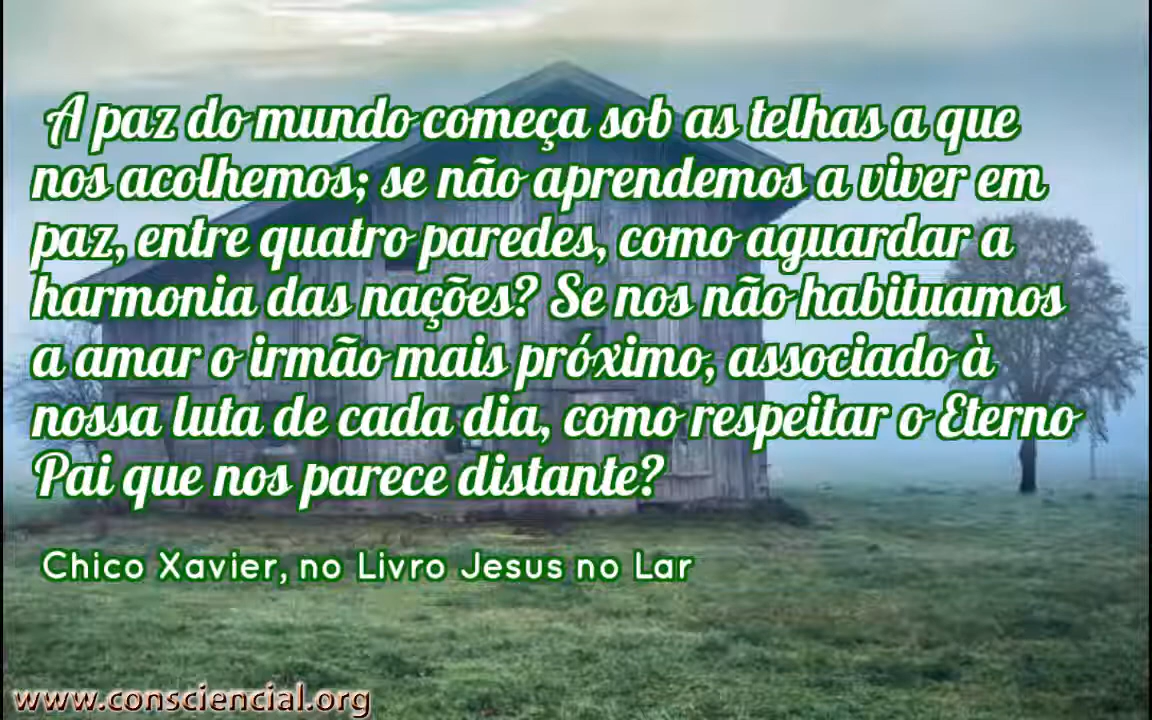 A paz do mundo começa sob as telhas a que
nos acolhemos; se não aprendemos a viver em
paz, entre quatro paredes, como aguardar a
harmonia das nações? Se nos não habituamos
a amar o irmão mais próximo, associado à
nossa luta de cada dia, como respeitar o Eterno
Pai que nos parece distante?
Chico Xavier, no Livro Jesus no Lar
www.consciencial.org